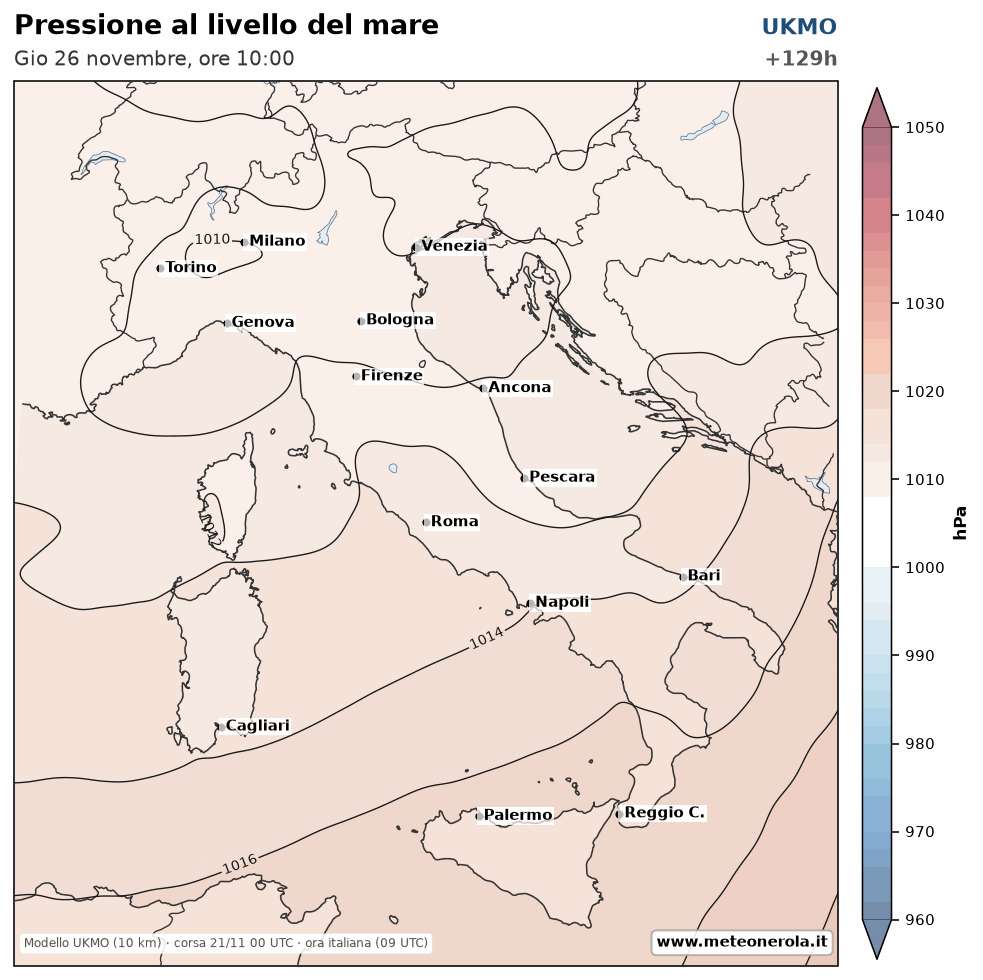 Pressione al livello del mare
UKMO
Gio 26 novembre, ore 10:00
+129h
1050
1040
1030
1020
1010
1000
990
980
970
960
hPa
1010
Milano
Venezia
Torino
Genova
Bologna
Firenze
Ancona
Pescara
Roma
Bari
Napoli
1014
Cagliari
Palermo
Reggio C.
1016
Modello UKMO (10 km) · corsa 21/11 00 UTC · ora italiana (09 UTC)
www.meteonerola.it